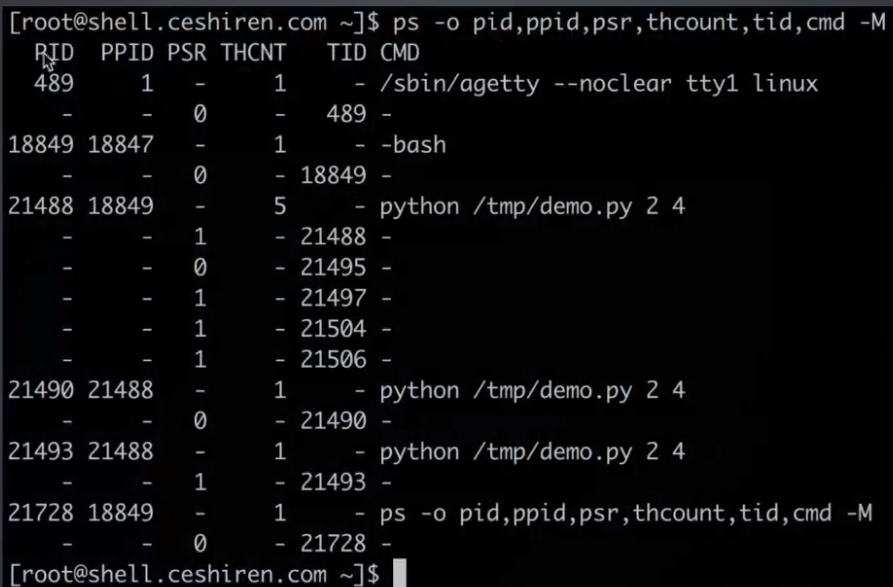 [root@shell.ceshiren.com ~]$ ps -o pid,ppid,psr,thcount,tid,cmd -M
PID PPID PSR THCNT TID CMD
489 1 - 1 - /sbin/agetty --noclear tty1 linux
- - 0 - 489 -
18849 18847 - 1 - -bash
- - 0 - 18849 -
21488 18849 - 5 - python /tmp/demo.py 2 4
- - 1 - 21488 -
- - 0 - 21495 -
- - 1 - 21497 -
- - 1 - 21504 -
- - 1 - 21506 -
21490 21488 - 1 - python /tmp/demo.py 2 4
- - 0 - 21490 -
21493 21488 - 1 - python /tmp/demo.py 2 4
- - 1 - 21493 -
21728 18849 - 1 - ps -o pid,ppid,psr,thcount,tid,cmd -M
- - 0 - 21728 -
[root@shell.ceshiren.com ~]$